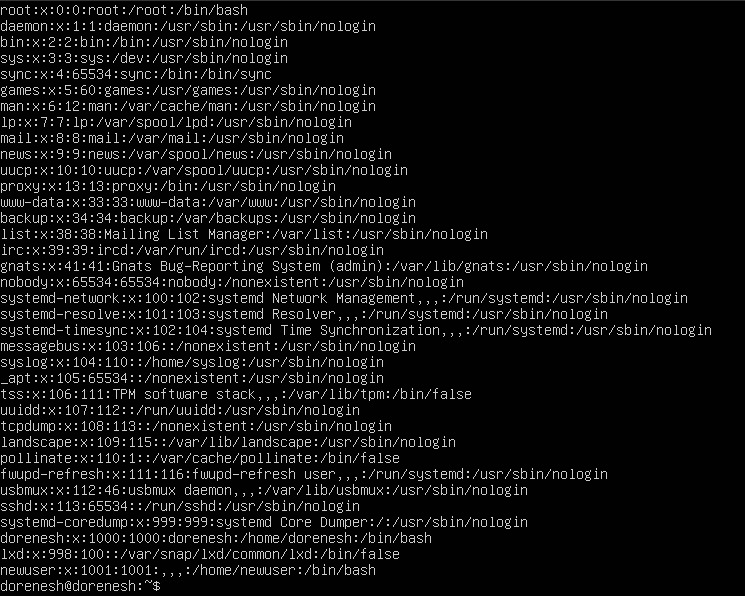 root:x:0:0:root:/root:/bin/bash
daemon:x:1:1:daemon:/usr/sbin:/usr/sbin/nologin
bin:x:2:2:bin:/bin:/usr/sbin/nologin
sys:x:3:3:sys:/dev:/usr/sbin/nologin
sync:x:4:65534:sync:/bin:/bin/sync
games:x:5:60:games:/usr/games:/usr/sbin/nologin
man:x:6:12:man:/var/cache/man:/usr/sbin/nologin
lp:x:7:7:lp:/var/spool/lpd:/usr/sbin/nologin
mail:x:8:8:mail:/var/mail:/usr/sbin/nologin
news:x:9:9:news:/var/spool/news:/usr/sbin/nologin
uucp:x:10:10:uucp:/var/spool/uucp:/usr/sbin/nologin
proxy:x:13:13:proxy:/bin:/usr/sbin/nologin
www-data:x:33:33:www-data:/var/www:/usr/sbin/nologin
backup:x:34:34:backup:/var/backups:/usr/sbin/nologin
list:x:38:38:Mailing List Manager:/var/list:/usr/sbin/nologin
irc:x:39:39:ircd:/var/run/ircd:/usr/sbin/nologin
gnats:x:41:41:Gnats Bug-Reporting System (admin):/var/lib/gnats:/usr/sbin/nologin
nobody:x:65534:65534:nobody:/nonexistent:/usr/sbin/nologin
systemd-network:x:100:102:systemd Network Management,,,:/run/systemd:/usr/sbin/nologin
systemd-resolve:x:101:103:systemd Resolver,,,:/run/systemd:/usr/sbin/nologin
systemd-timesync:x:102:104:systemd Time Synchronization,,,:/run/systemd:/usr/sbin/nologin
messagebus:x:103:106::/nonexistent:/usr/sbin/nologin
syslog:x:104:110::/home/syslog:/usr/sbin/nologin
_apt:x:105:65534::/nonexistent:/usr/sbin/nologin
tss:x:106:111:TPM software stack,,,:/var/lib/tpm:/bin/false
uuidd:x:107:112::/run/uuidd:/usr/sbin/nologin
tcpdump:x:108:113::/nonexistent:/usr/sbin/nologin
landscape:x:109:115::/var/lib/landscape:/usr/sbin/nologin
pollinate:x:110:1::/var/cache/pollinate:/bin/false
fwupd-refresh:x:111:116:fwupd-refresh user,,,:/run/systemd:/usr/sbin/nologin
usbmux:x:112:46:usbmux daemon,,,:/var/lib/usbmux:/usr/sbin/nologin
sshd:x:113:65534::/run/sshd:/usr/sbin/nologin
systemd-coredump:x:999:999:systemd Core Dumper:/:/usr/sbin/nologin
dorenesh:x:1000:1000:dorenesh:/home/dorenesh:/bin/bash
lxd:x:998:100::/var/snap/lxd/common/lxd:/bin/false
newuser:x:1001:1001:,,,:/home/newuser:/bin/bash
dorenesh@dorenesh:~$